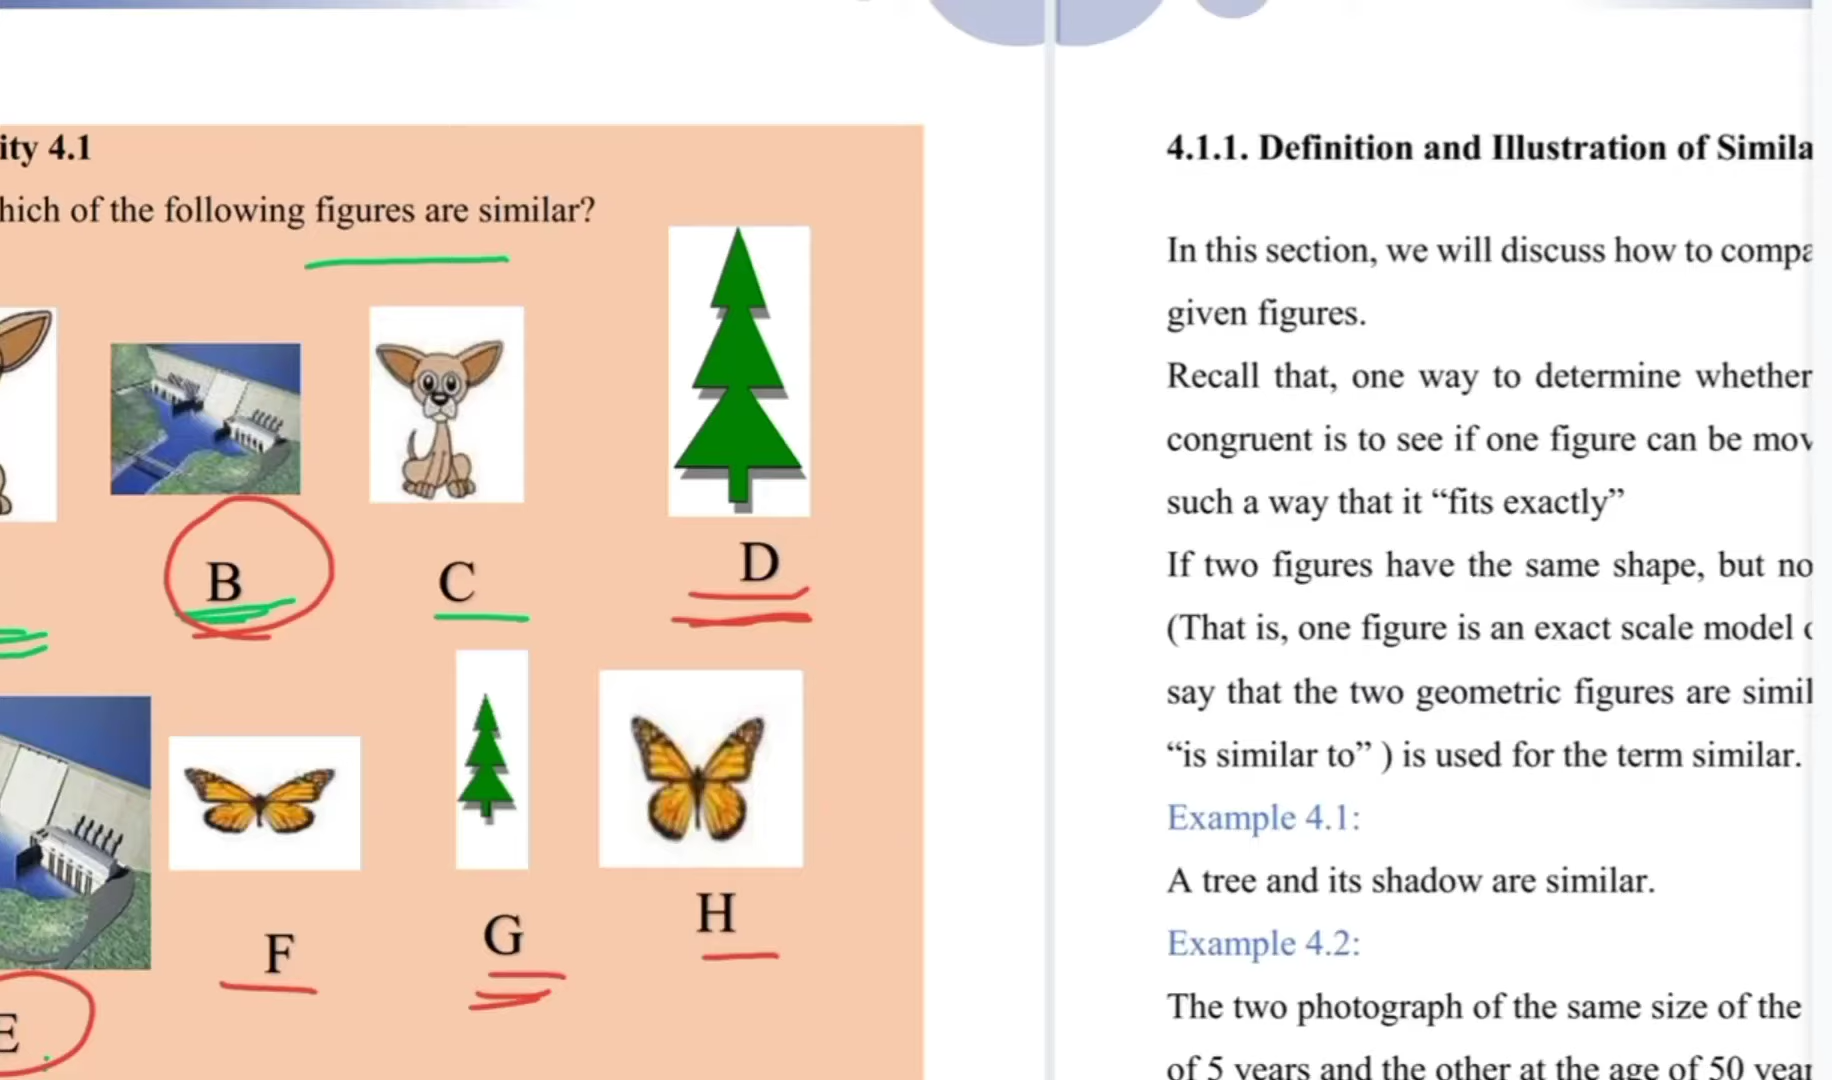 ity 4.1
hich of the following figures are similar?
B
C
D
F
G
H
E
4.1.1. Definition and Illustration of Simila
In this section, we will discuss how to compa
given figures.
Recall that, one way to determine whether
congruent is to see if one figure can be mov
such a way that it “fits exactly”
If two figures have the same shape, but no
(That is, one figure is an exact scale model
say that the two geometric figures are simil
“is similar to” ) is used for the term similar.
Example 4.1:
A tree and its shadow are similar.
Example 4.2:
The two photograph of the same size of the
of 5 years and the other at the age of 50 year